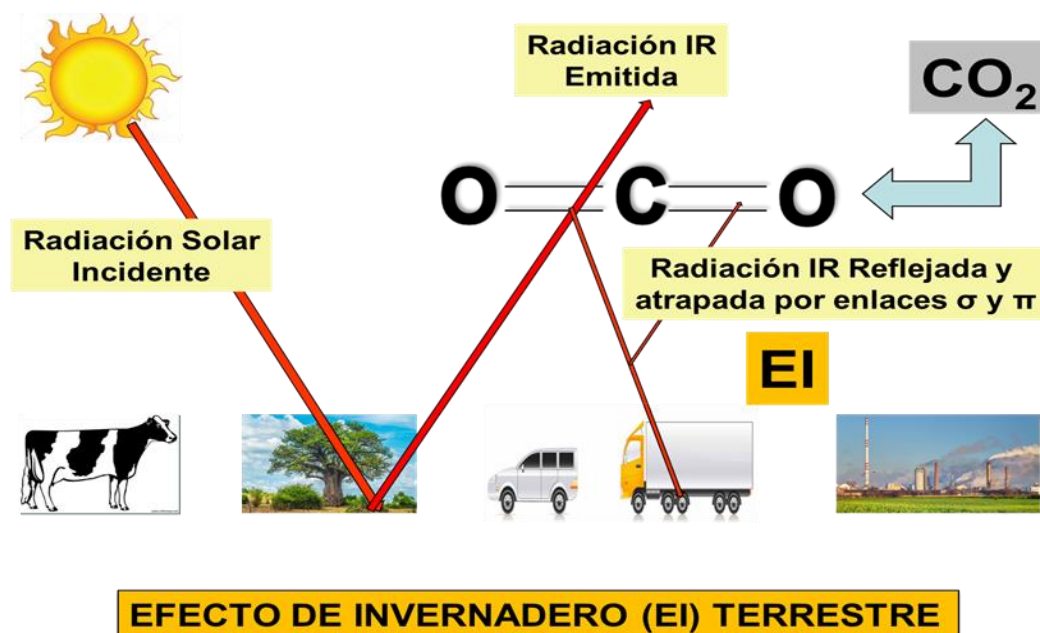 Radiación IR
Emitida
CO₂
O
C
O
Radiación Solar
Incidente
Radiación IR Reflejada y
atrapada por enlaces σ y π
EI
EFECTO DE INVERNADERO (EI) TERRESTRE